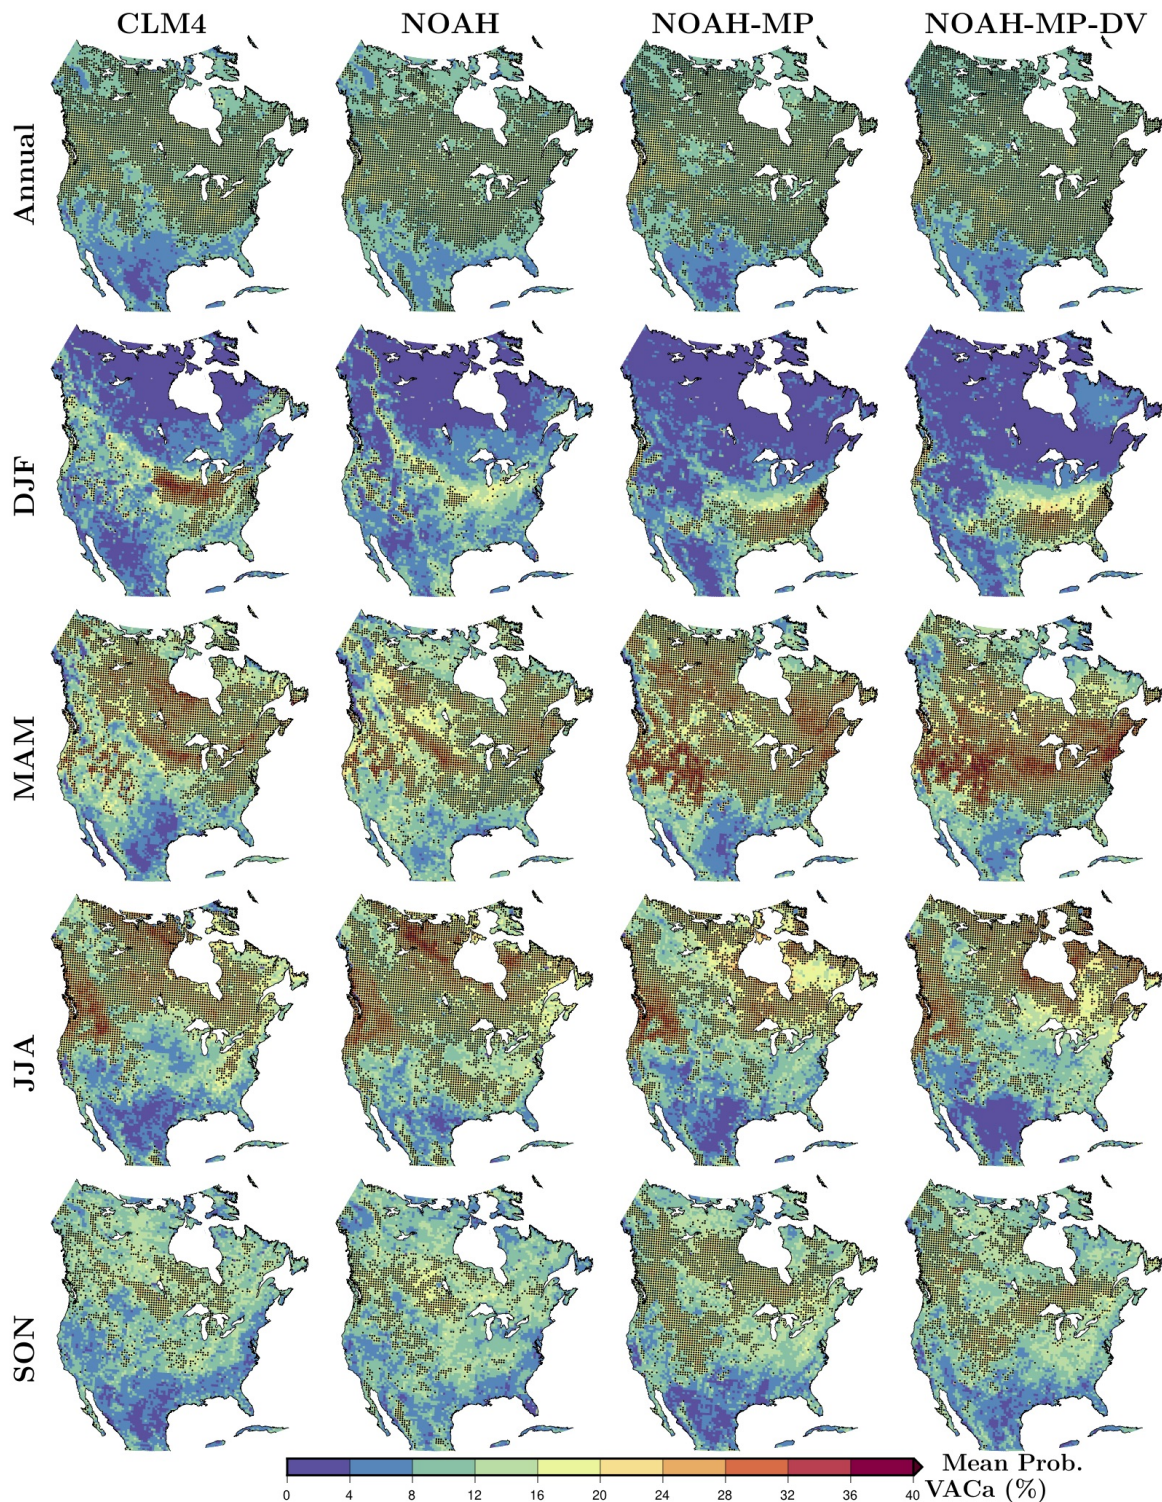 CLM4 NOAH NOAH-MP NOAH-MP-DV
Annual
DJF
MAM
JJA
SON
Mean Prob.
VACa (%)
0 4 8 12 16 20 24 28 32 36 40